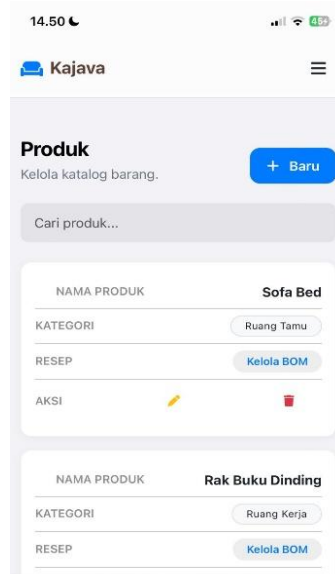 14.50
45+
Kajava
Produk
Kelola katalog barang.
+ Baru
Cari produk...
NAMA PRODUK Sofa Bed
KATEGORI Ruang Tamu
RESEP Kelola BOM
AKSI
NAMA PRODUK Rak Buku Dinding
KATEGORI Ruang Kerja
RESEP Kelola BOM